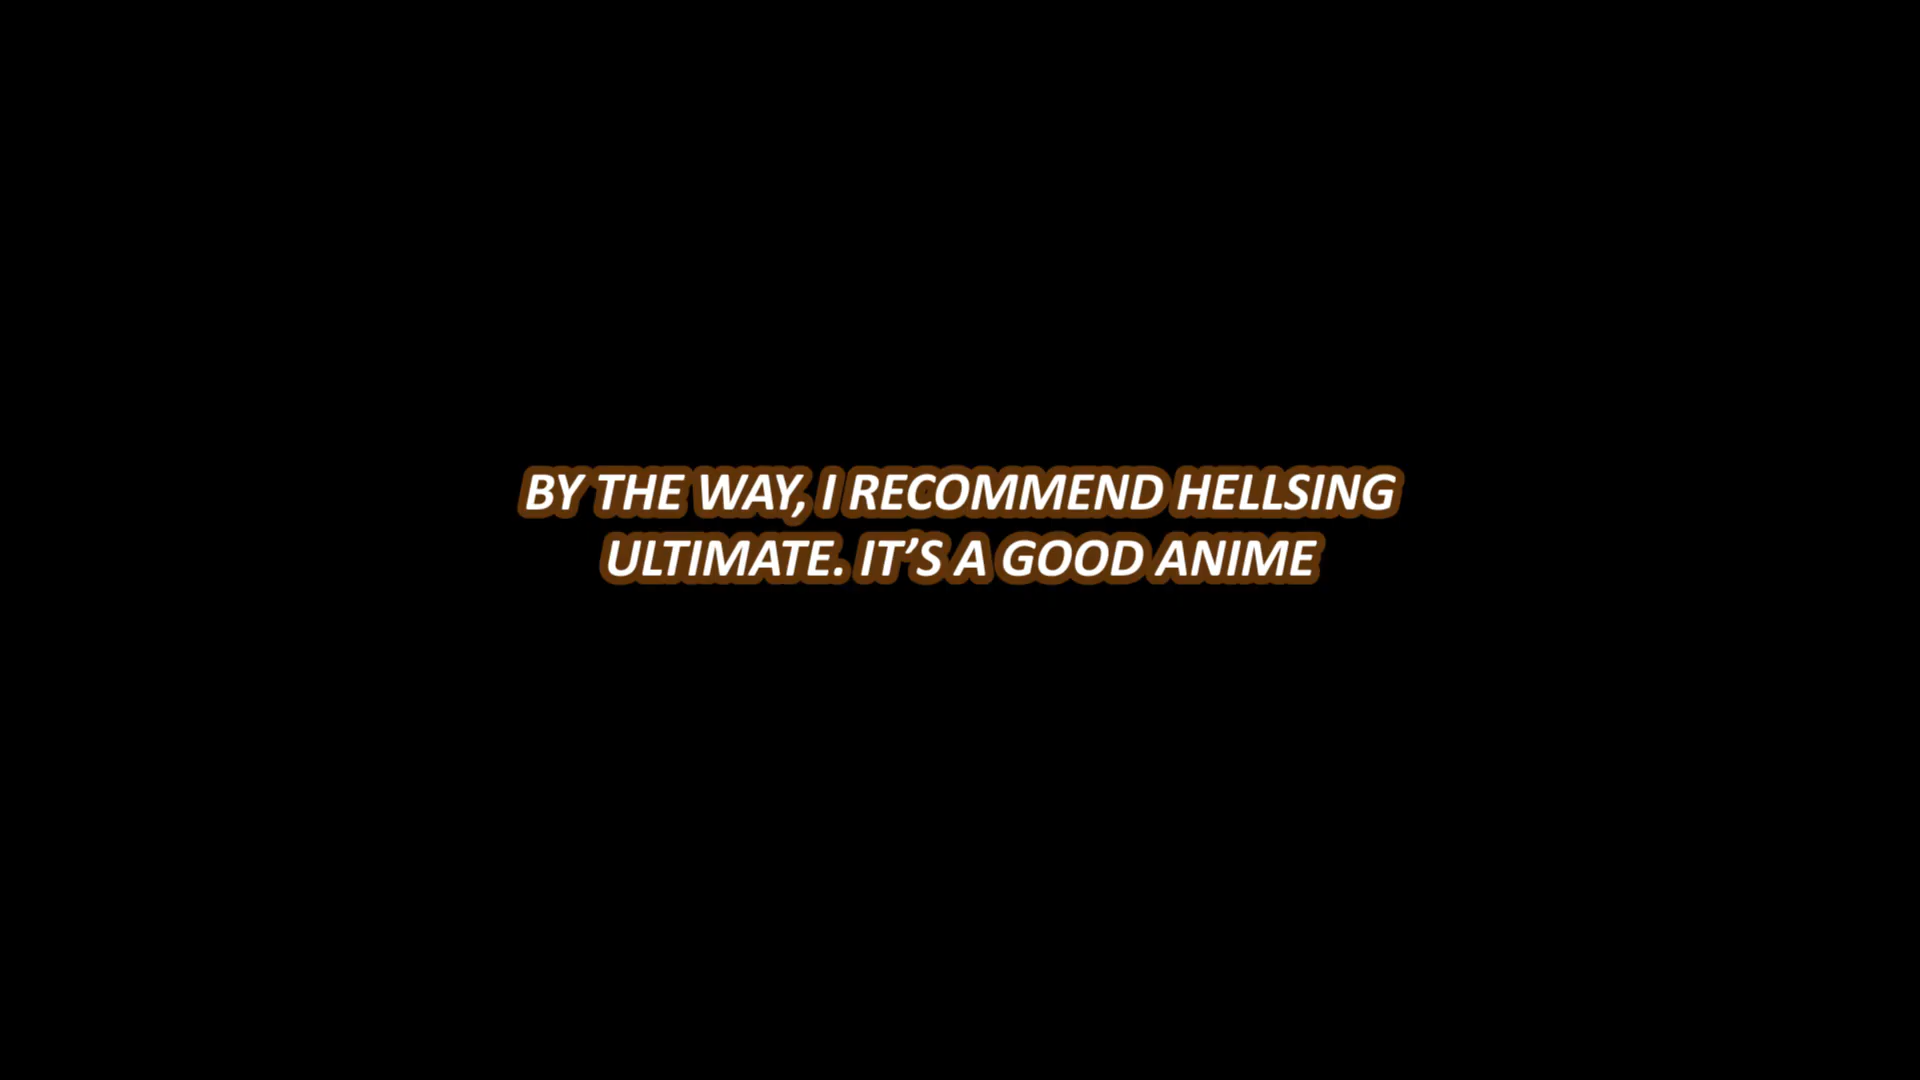 BY THE WAY, I RECOMMEND HELLSING
ULTIMATE. IT’S A GOOD ANIME